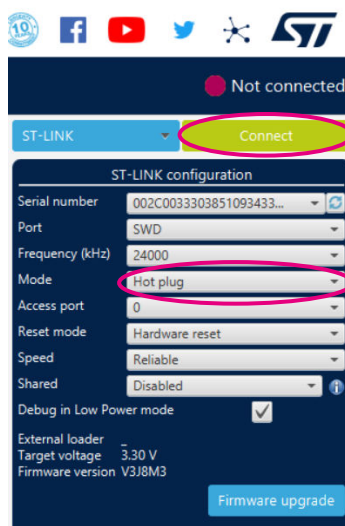 10
ST
Not connected
ST-LINK Connect
ST-LINK configuration
Serial number 002C0033303851093433...
Port SWD
Frequency (kHz) 24000
Mode Hot plug
Access port 0
Reset mode Hardware reset
Speed Reliable
Shared Disabled
Debug in Low Power mode
External loader _
Target voltage 3.30 V
Firmware version V3J8M3
Firmware upgrade